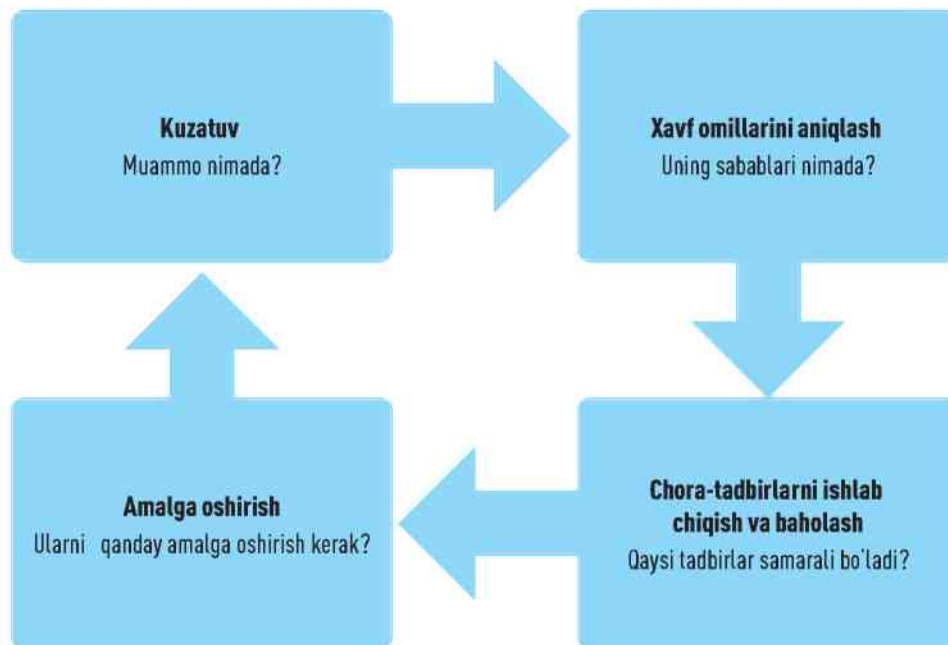 Kuzatuv
Muammo nimada?
Xavf omillarini aniqlash
Uning sabablari nimada?
Chora-tadbirlarni ishlab
chiqish va baholash
Qaysi tadbirlar samarali bo'ladi?
Amalga oshirish
Ularni qanday amalga oshirish kerak?